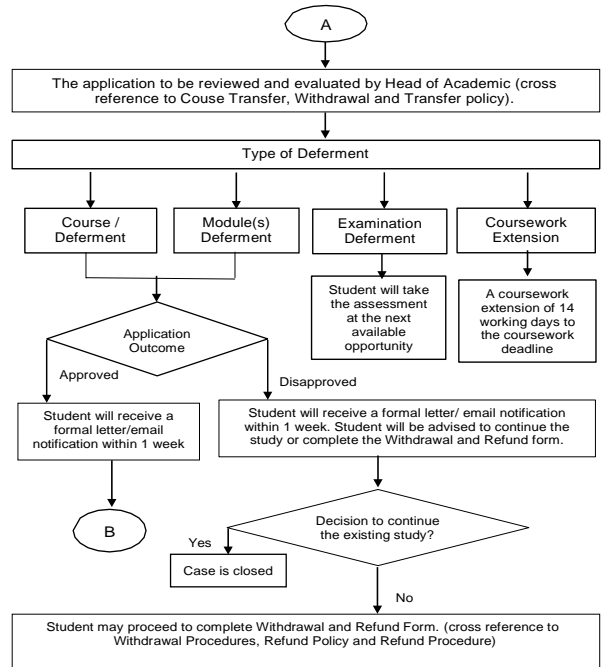 A
The application to be reviewed and evaluated by Head of Academic (cross
reference to Couse Transfer, Withdrawal and Transfer policy).
Type of Deferment
Course /
Deferment
Module(s)
Deferment
Examination
Deferment
Coursework
Extension
Student will take
the assessment
at the next
available
opportunity
A coursework
extension of 14
working days to
the coursework
deadline
Application
Outcome
Approved
Disapproved
Student will receive a
formal letter/email
notification within 1 week
Student will receive a formal letter/ email notification
within 1 week. Student will be advised to continue the
study or complete the Withdrawal and Refund form.
B
Decision to continue
the existing study?
Yes
Case is closed
No
Student may proceed to complete Withdrawal and Refund Form. (cross reference to
Withdrawal Procedures, Refund Policy and Refund Procedure)